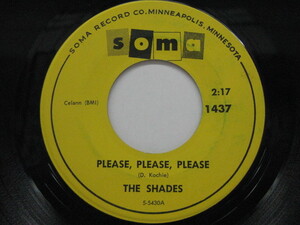 SOMA RECORD CO. MINNEAPOLIS, MINNESOTA
soma
Celann (BMI)
2:17
1437
PLEASE, PLEASE, PLEASE
(D. Kochie)
THE SHADES
S-5430A